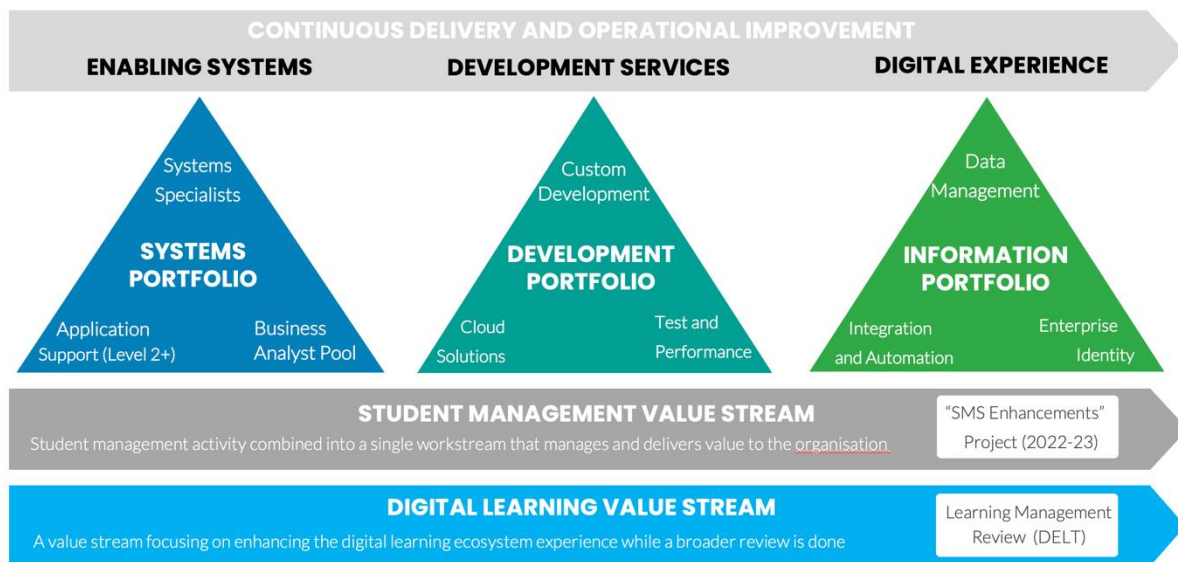 CONTINUOUS DELIVERY AND OPERATIONAL IMPROVEMENT
ENABLING SYSTEMS
DEVELOPMENT SERVICES
DIGITAL EXPERIENCE
Systems
Specialists
SYSTEMS
PORTFOLIO
Application
Support (Level 2+)
Business
Analyst Pool
Custom
Development
DEVELOPMENT
PORTFOLIO
Cloud
Solutions
Test and
Performance
Data
Management
INFORMATION
PORTFOLIO
Integration
and Automation
Enterprise
Identity
STUDENT MANAGEMENT VALUE STREAM
Student management activity combined into a single workstream that manages and delivers value to the organisation
“SMS Enhancements”
Project (2022-23)
DIGITAL LEARNING VALUE STREAM
A value stream focusing on enhancing the digital learning ecosystem experience while a broader review is done
Learning Management
Review (DELT)